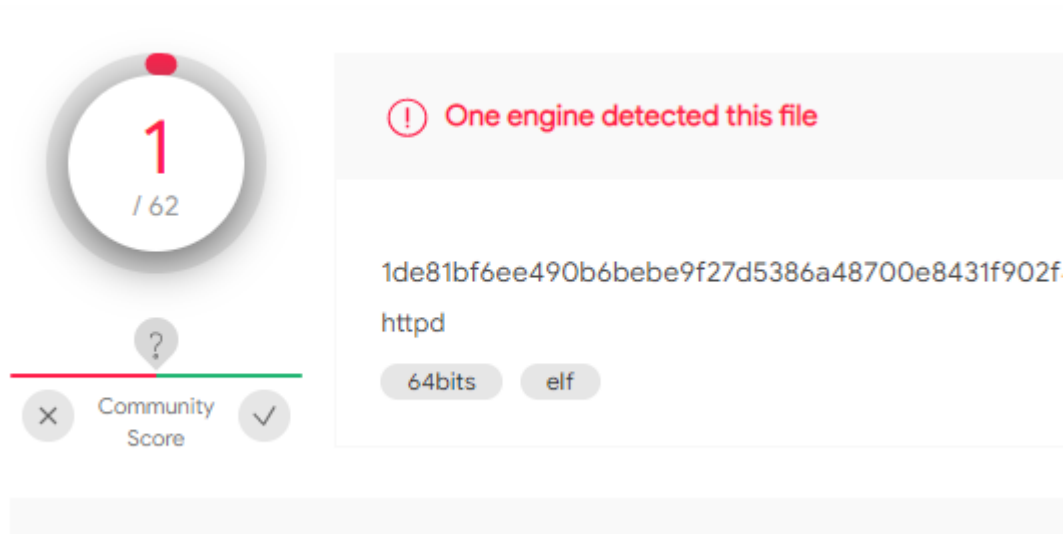 1
/ 62
?
Community
Score
One engine detected this file
1de81bf6ee490b6bebe9f27d5386a48700e8431f902f
httpd
64bits
elf